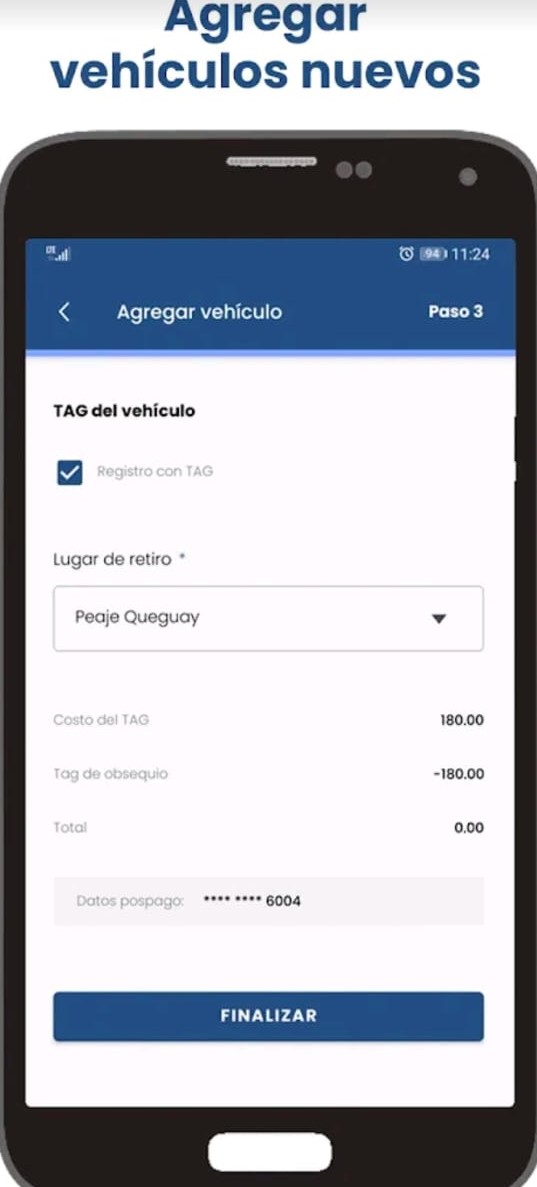 Agregar
vehículos nuevos
LTE
94 11:24
Agregar vehículo Paso 3
TAG del vehículo
Registro con TAG
Lugar de retiro *
Peaje Queguay
Costo del TAG 180.00
Tag de obsequio -180.00
Total 0.00
Datos pospago: **** **** 6004
FINALIZAR